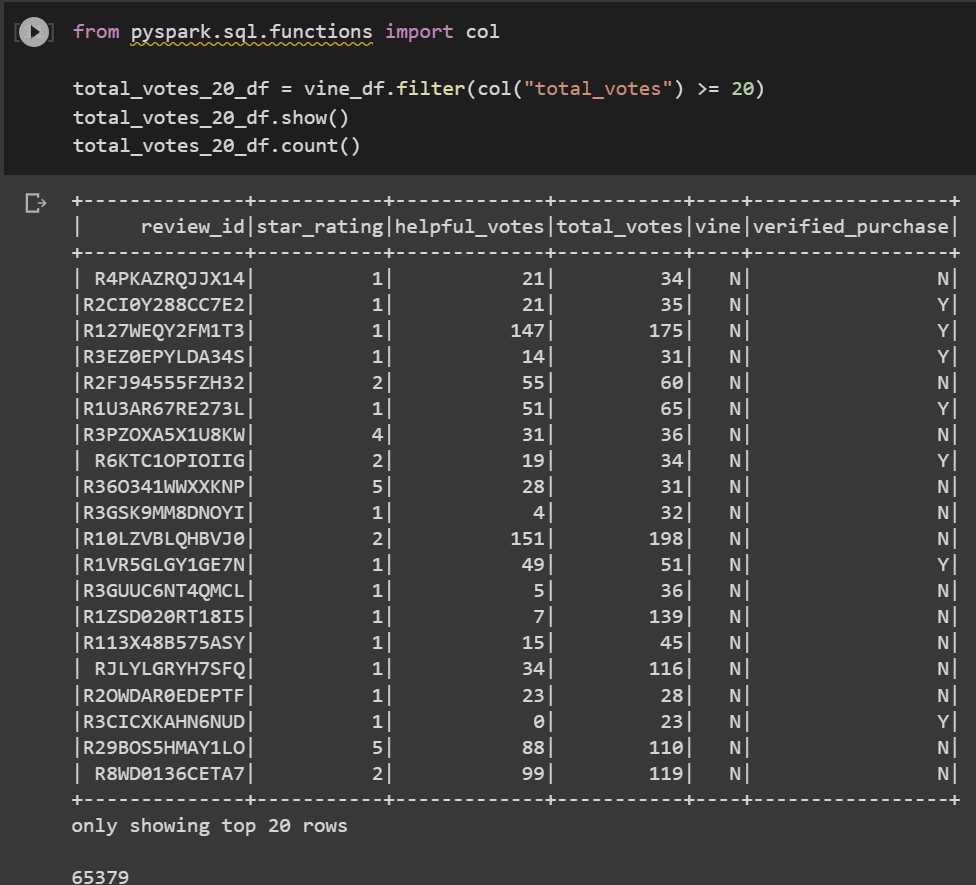 from pyspark.sql.functions import col
total_votes_20_df = vine_df.filter(col("total_votes") >= 20)
total_votes_20_df.show()
total_votes_20_df.count()
+--------------+-----------+-------------+-----------+----+-----------------+
|     review_id|star_rating|helpful_votes|total_votes|vine|verified_purchase|
+--------------+-----------+-------------+-----------+----+-----------------+
| R4PKAZRQJJX14|          1|           21|         34|   N|                N|
|R2CI0Y288CC7E2|          1|           21|         35|   N|                Y|
|R127WEQY2FM1T3|          1|          147|        175|   N|                Y|
|R3EZ0EPYLDA34S|          1|           14|         31|   N|                Y|
|R2FJ94555FZH32|          2|           55|         60|   N|                N|
|R1U3AR67RE273L|          1|           51|         65|   N|                Y|
|R3PZOXA5X1U8KW|          4|           31|         36|   N|                N|
| R6KTC1OPIOIIG|          2|           19|         34|   N|                Y|
|R36O341WWXXKNP|          5|           28|         31|   N|                N|
|R3GSK9MM8DNOYI|          1|            4|         32|   N|                N|
|R10LZVBLQHBVJ0|          2|          151|        198|   N|                N|
|R1VR5GLGY1GE7N|          1|           49|         51|   N|                Y|
|R3GUUC6NT4QMCL|          1|            5|         36|   N|                N|
|R1ZSD020RT18I5|          1|            7|        139|   N|                N|
|R113X48B575ASY|          1|           15|         45|   N|                N|
| RJLYLGRYH7SFQ|          1|           34|        116|   N|                N|
|R2OWDAR0EDEPTF|          1|           23|         28|   N|                N|
|R3CICXKAHN6NUD|          1|            0|         23|   N|                Y|
|R29BOS5HMAY1LO|          5|           88|        110|   N|                N|
| R8WD0136CETA7|          2|           99|        119|   N|                N|
+--------------+-----------+-------------+-----------+----+-----------------+
only showing top 20 rows
65379